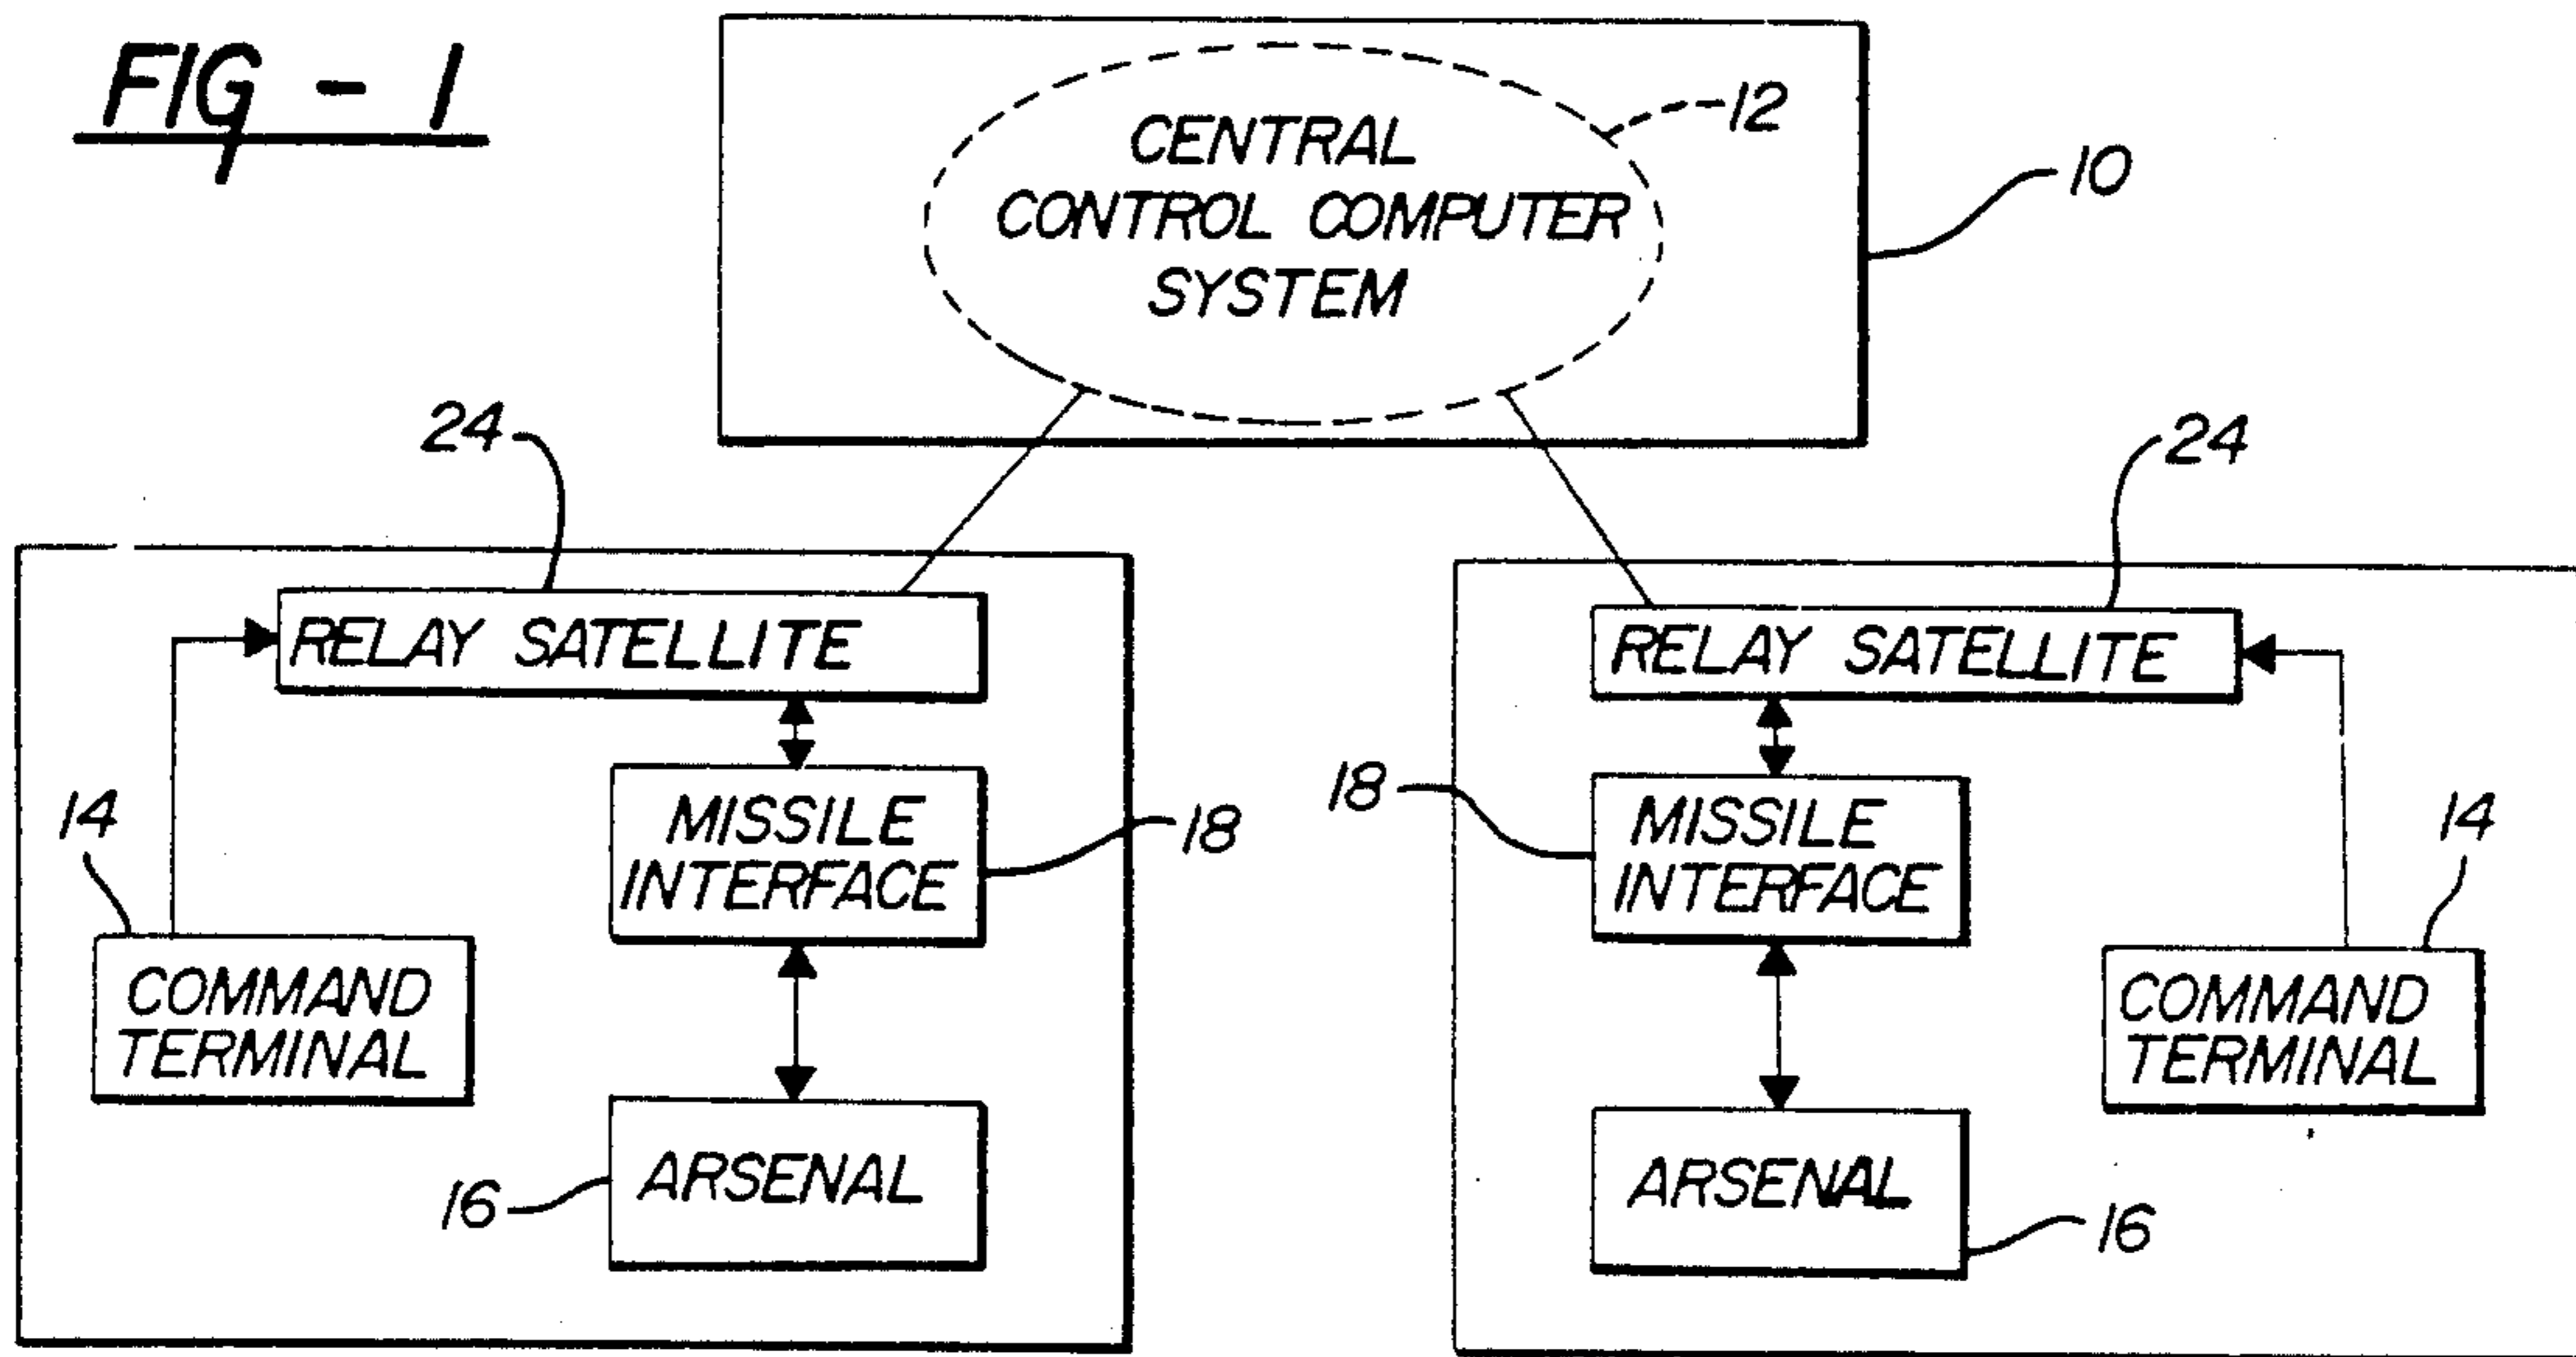 FIG - 1
CENTRAL
CONTROL COMPUTER
SYSTEM
12
10
24
RELAY SATELLITE
14
MISSILE
INTERFACE
18
COMMAND
TERMINAL
16
ARSENAL
24
RELAY SATELLITE
18
MISSILE
INTERFACE
14
COMMAND
TERMINAL
ARSENAL
16